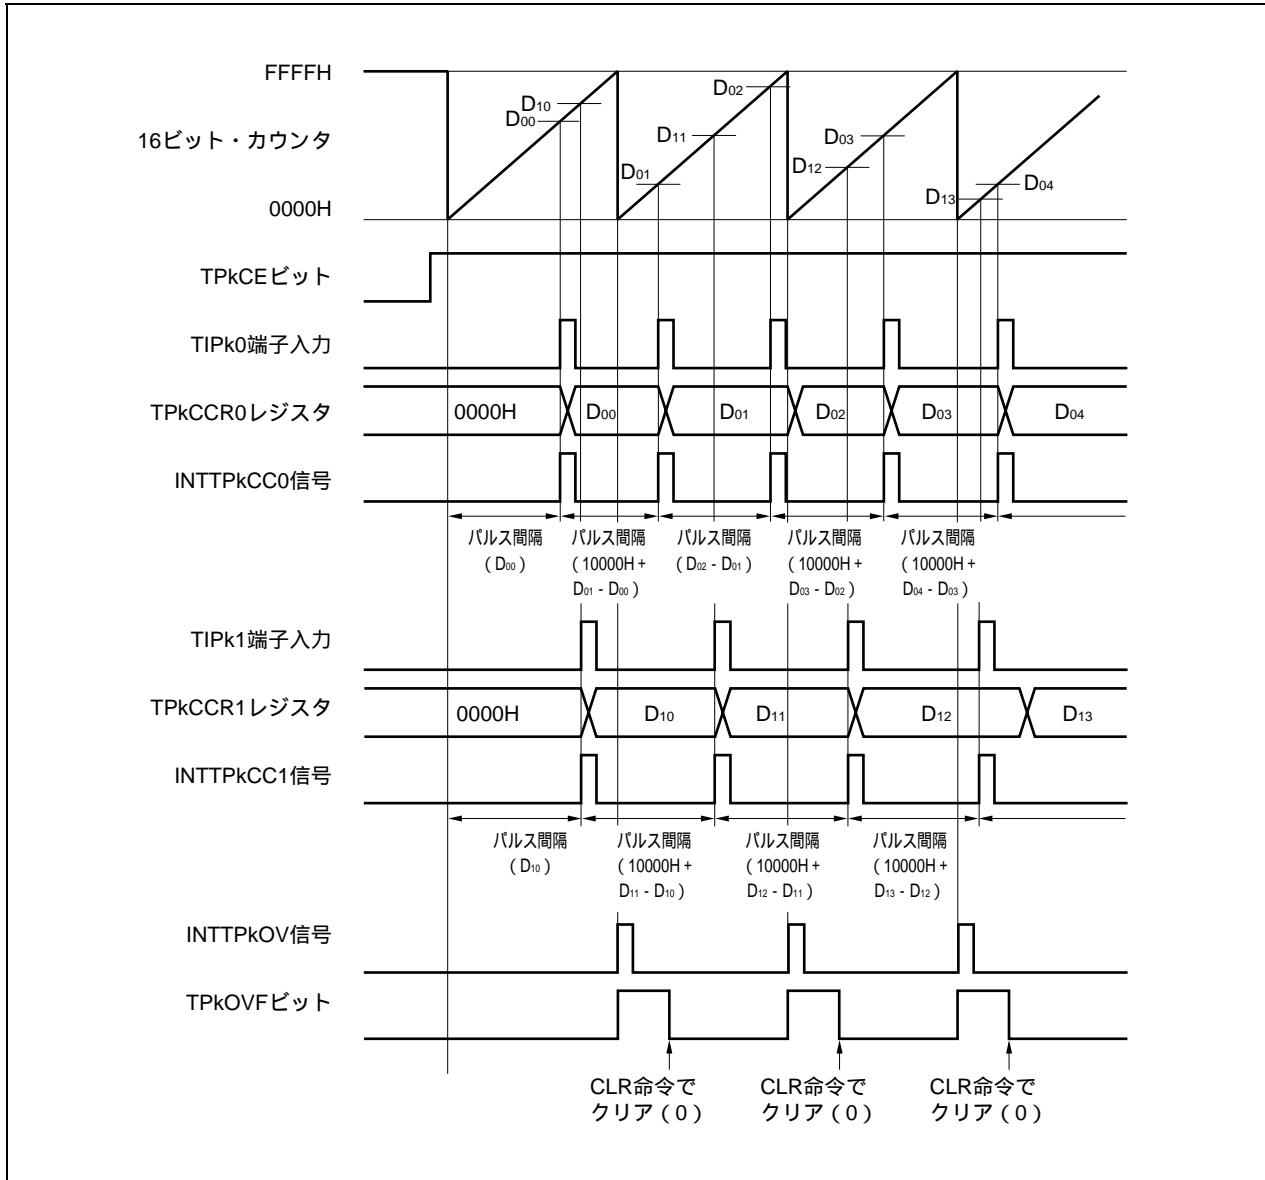 FFFFH
16ビット・カウンタ
0000H
D10
D00
D01
D11
D02
D12
D03
D13
D04
TPkCEビット
TIPk0端子入力
TPkCCR0レジスタ
0000H
D00
D01
D02
D03
D04
INTTPkCC0信号
パルス間隔
（D00）
パルス間隔
（10000H +
D01 - D00）
パルス間隔
（D02 - D01）
パルス間隔
（10000H +
D03 - D02）
パルス間隔
（10000H +
D04 - D03）
TIPk1端子入力
TPkCCR1レジスタ
0000H
D10
D11
D12
D13
INTTPkCC1信号
パルス間隔
（D10）
パルス間隔
（10000H +
D11 - D10）
パルス間隔
（10000H +
D12 - D11）
パルス間隔
（10000H +
D13 - D12）
INTTPkOV信号
TPkOVFビット
CLR命令で
クリア（0）
CLR命令で
クリア（0）
CLR命令で
クリア（0）